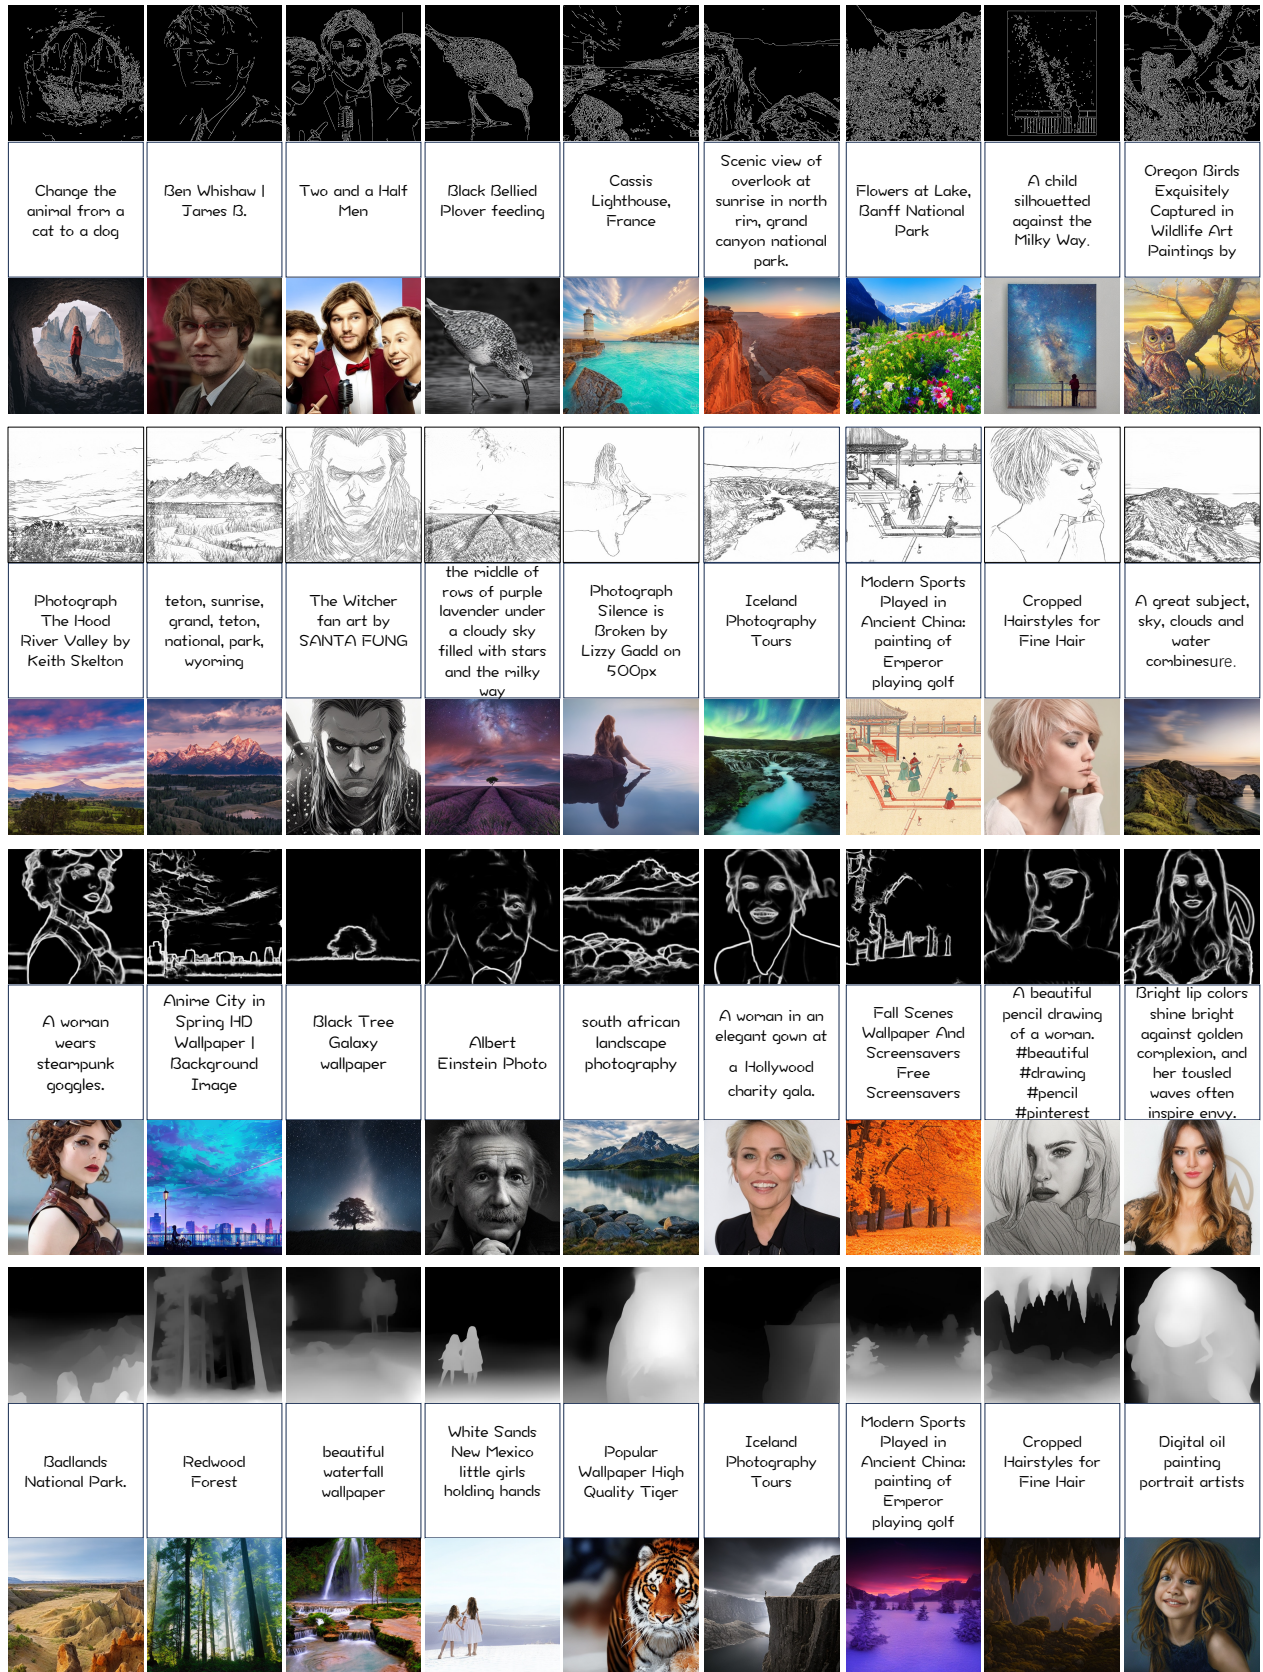 Change the
animal from a
cat to a dog
Ben Whishaw |
James B.
Two and a Half
Men
Black Bellied
Plover feeding
Cassis
Lighthouse,
France
Scenic view of
overlook at
sunrise in north
rim, grand
canyon national
park.
Flowers at Lake,
Banff National
Park
A child
silhouetted
against the
Milky Way.
Oregon Birds
Exquisitely
Captured in
Wildlife Art
Paintings by
Photograph
The Hood
River Valley by
Keith Skelton
teton, sunrise,
grand, teton,
national, park,
wyoming
The Witcher
fan art by
SANTA FUNG
the middle of
rows of purple
lavender under
a cloudy sky
filled with stars
and the milky
way
Photograph
Silence is
Broken by
Lizzy Gadd on
500px
Iceland
Photography
Tours
Modern Sports
Played in
Ancient China:
painting of
Emperor
playing golf
Cropped
Hairstyles for
Fine Hair
A great subject,
sky, clouds and
water
combinesure.
A woman
wears
steampunk
goggles.
Anime City in
Spring HD
Wallpaper |
Background
Image
Black Tree
Galaxy
wallpaper
Albert
Einstein Photo
south african
landscape
photography
A woman in an
elegant gown at
a Hollywood
charity gala.
Fall Scenes
Wallpaper And
Screensavers
Free
Screensavers
A beautiful
pencil drawing
of a woman.
#beautiful
#drawing
#pencil
#pinterest
Bright lip colors
shine bright
against golden
complexion, and
her tousled
waves often
inspire envy.
AR
Badlands
National Park.
Redwood
Forest
beautiful
waterfall
wallpaper
White Sands
New Mexico
little girls
holding hands
Popular
Wallpaper High
Quality Tiger
Iceland
Photography
Tours
Modern Sports
Played in
Ancient China:
painting of
Emperor
playing golf
Cropped
Hairstyles for
Fine Hair
Digital oil
painting
portrait artists